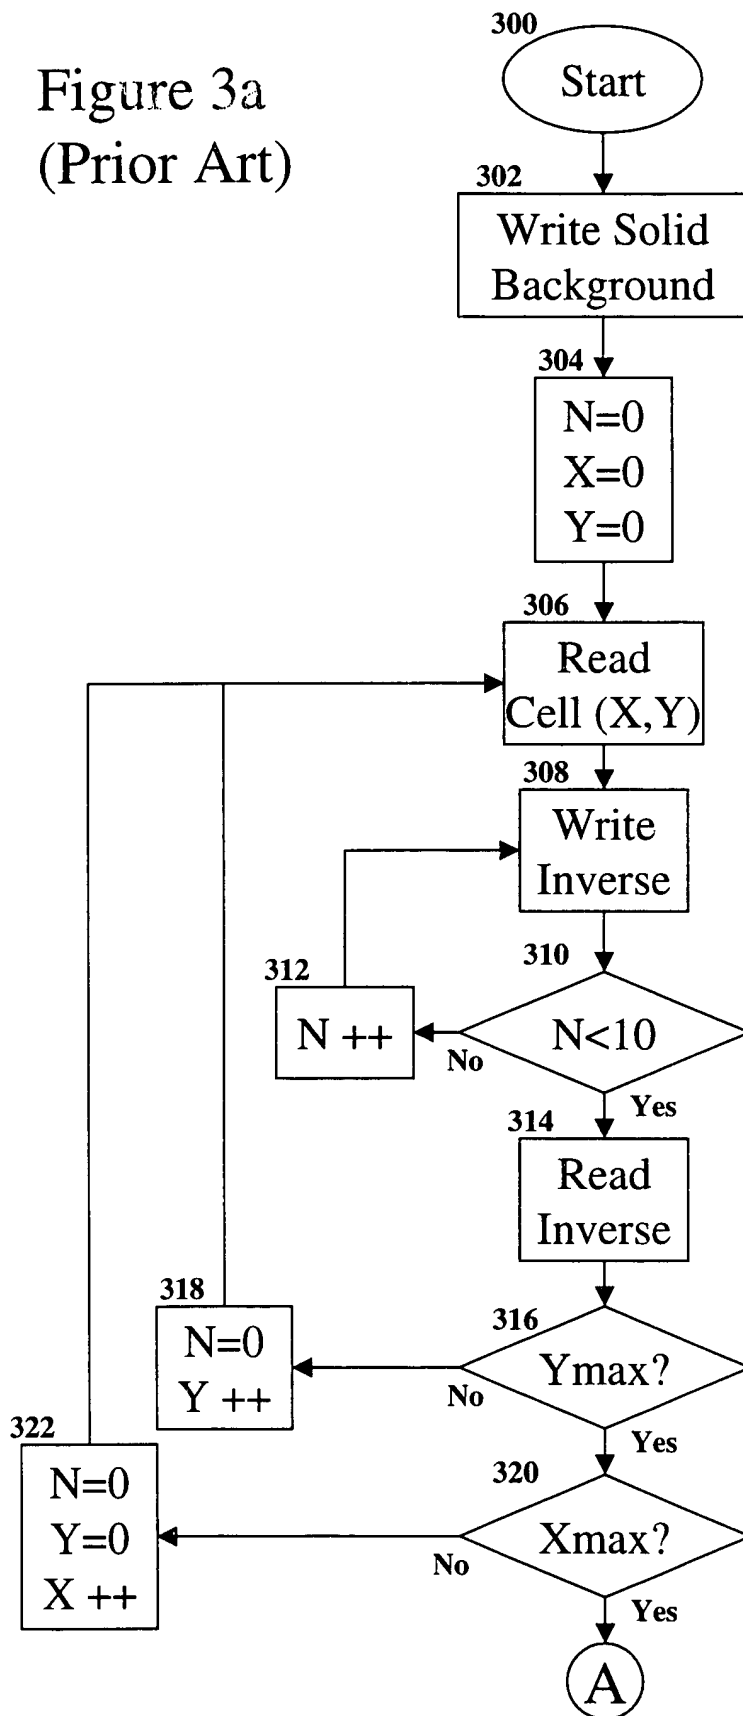 Figure 3a
(Prior Art)
300
Start
302
Write Solid
Background
304
N=0
X=0
Y=0
306
Read
Cell (X,Y)
308
Write
Inverse
310
312
N ++
N<10
No
Yes
314
Read
Inverse
318
N=0
Y ++
316
Ymax?
No
Yes
322
N=0
Y=0
X ++
320
Xmax?
No
Yes
A